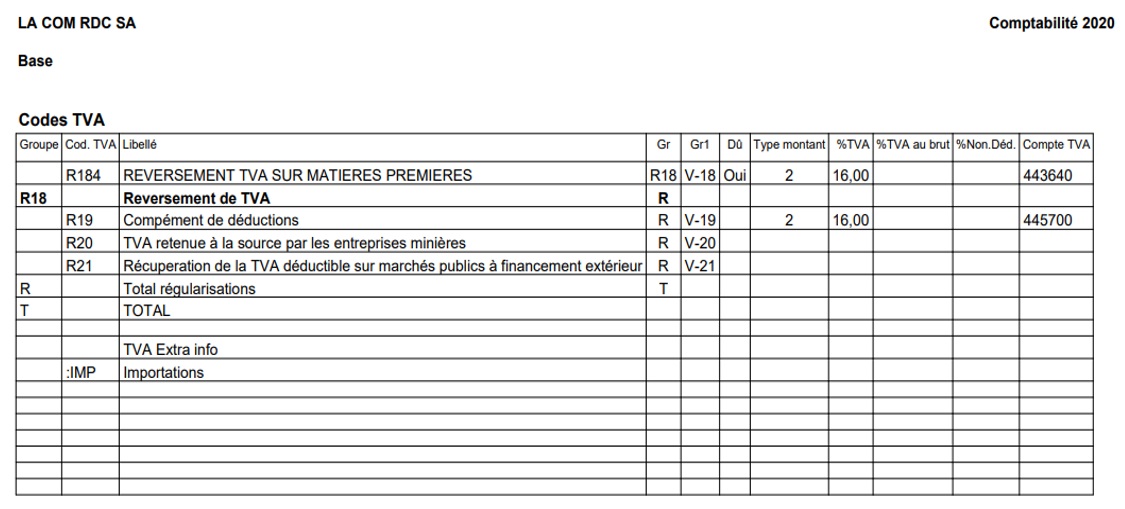 LA COM RDC SA Comptabilité 2020
Base
Codes TVA
Groupe Cod. TVA Libellé Gr Gr1 Dû Type montant %TVA %TVA au brut %Non.Déd. Compte TVA
R184 REVERSEMENT TVA SUR MATIERES PREMIERES R18 V-18 Oui 2 16,00 443640
R18 Reversement de TVA R
R19 Compément de déductions R V-19 2 16,00 445700
R20 TVA retenue à la source par les entreprises minières R V-20
R21 Récuperation de la TVA déductible sur marchés publics à financement extérieur R V-21
R Total régularisations T
T TOTAL
TVA Extra info
:IMP Importations